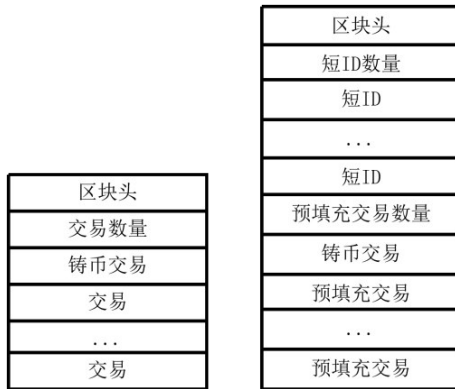 区块头
交易数量
铸币交易
交易
...
交易
区块头
短ID数量
短ID
...
短ID
预填充交易数量
铸币交易
预填充交易
...
预填充交易